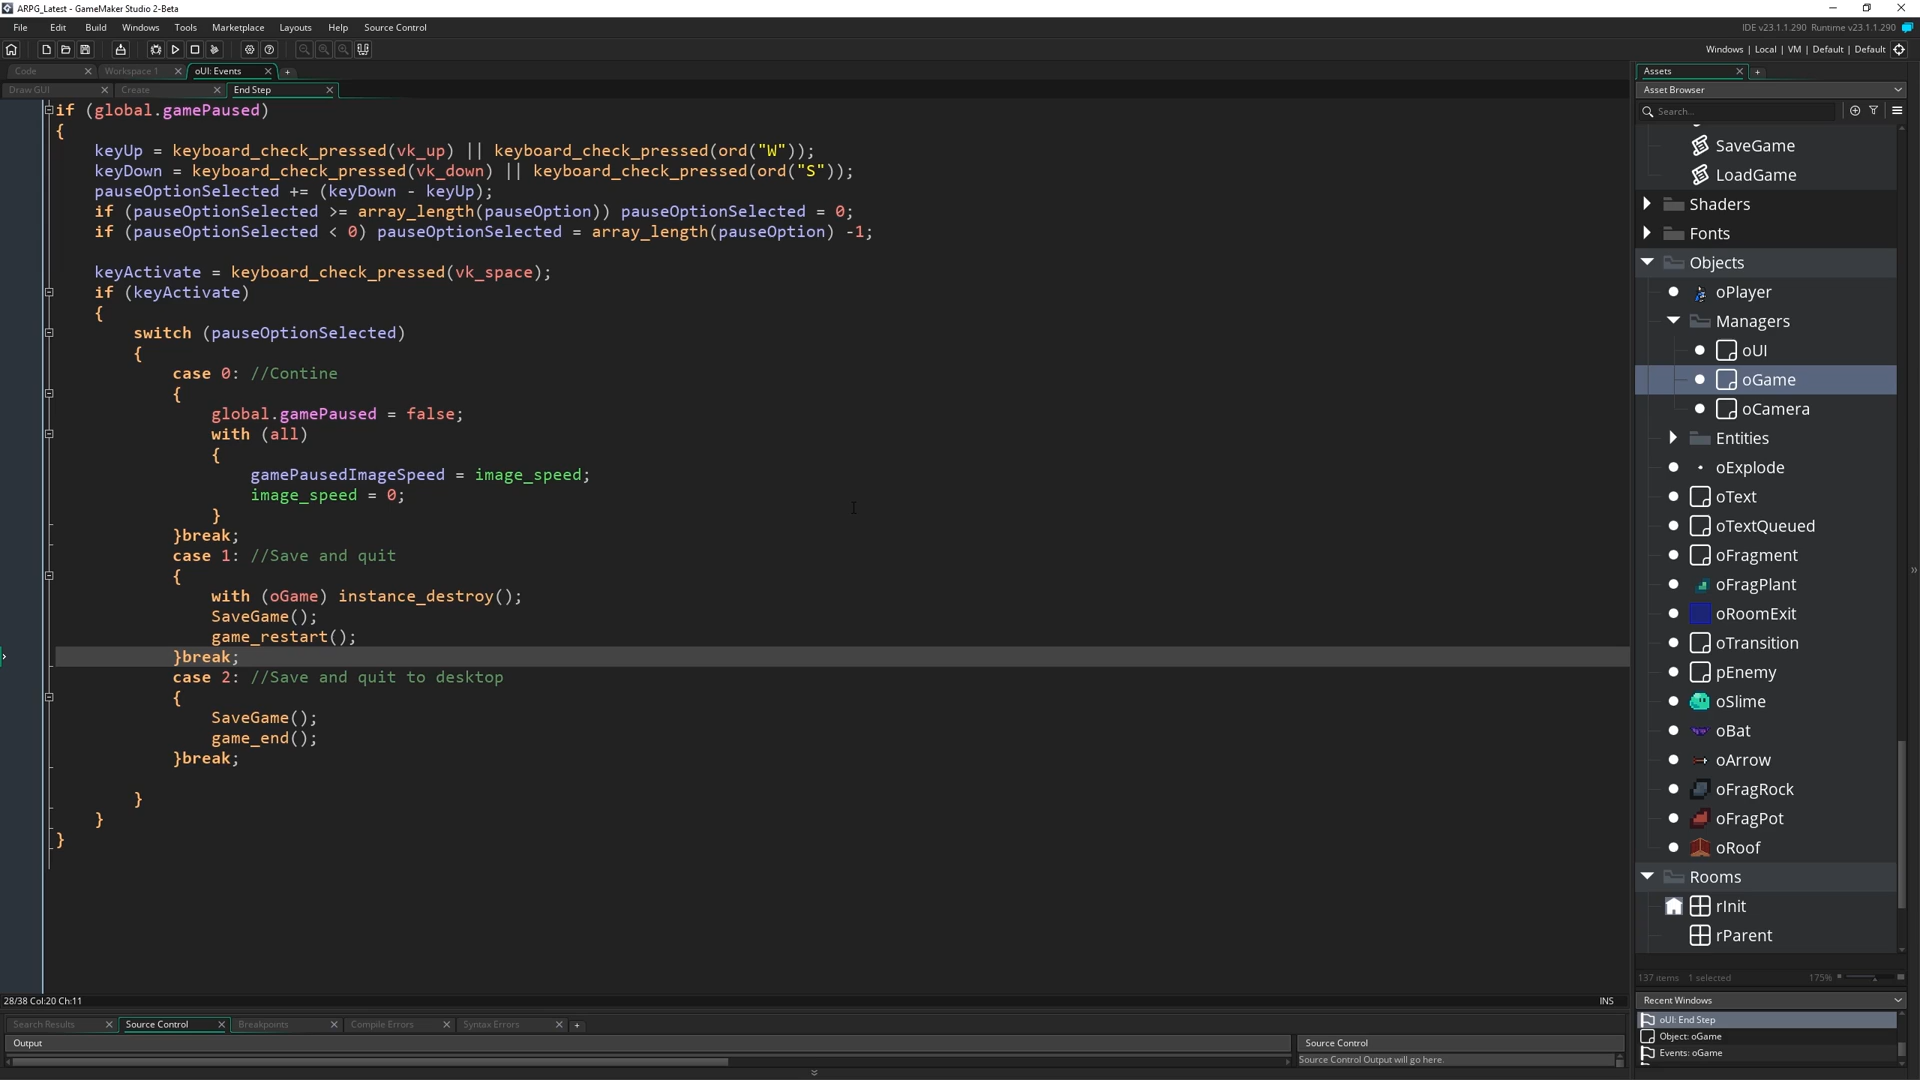 ARPG_Latest - GameMaker Studio 2-Beta
File Edit Build Windows Tools Marketplace Layouts Help Source Control
IDE v23.1.1.290 Runtime v23.1.1.290
Windows | Local | VM | Default | Default
Code Workspace 1 oUI: Events +
Draw GUI Create End Step
if (global.gamePaused)
{
keyUp = keyboard_check_pressed(vk_up) || keyboard_check_pressed(ord("W"));
keyDown = keyboard_check_pressed(vk_down) || keyboard_check_pressed(ord("S"));
pauseOptionSelected += (keyDown - keyUp);
if (pauseOptionSelected >= array_length(pauseOption)) pauseOptionSelected = 0;
if (pauseOptionSelected < 0) pauseOptionSelected = array_length(pauseOption) -1;
keyActivate = keyboard_check_pressed(vk_space);
if (keyActivate)
{
switch (pauseOptionSelected)
{
case 0: //Contine
{
global.gamePaused = false;
with (all)
{
gamePausedImageSpeed = image_speed;
image_speed = 0;
}
}break;
case 1: //Save and quit
{
with (oGame) instance_destroy();
SaveGame();
game_restart();
}break;
case 2: //Save and quit to desktop
{
SaveGame();
game_end();
}break;
}
}
}
28/38 Col:20 Ch:11
INS
Search Results Source Control Breakpoints Compile Errors Syntax Errors +
Output
Source Control
Source Control Output will go here.
Assets +
Asset Browser
Search...
SaveGame
LoadGame
Shaders
Fonts
Objects
oPlayer
Managers
oUI
oGame
oCamera
Entities
oExplode
oText
oTextQueued
oFragment
oFragPlant
oRoomExit
oTransition
pEnemy
oSlime
oBat
oArrow
oFragRock
oFragPot
oRoof
Rooms
rInit
rParent
137 items 1 selected 175%
Recent Windows
oUI: End Step
Object: oGame
Events: oGame